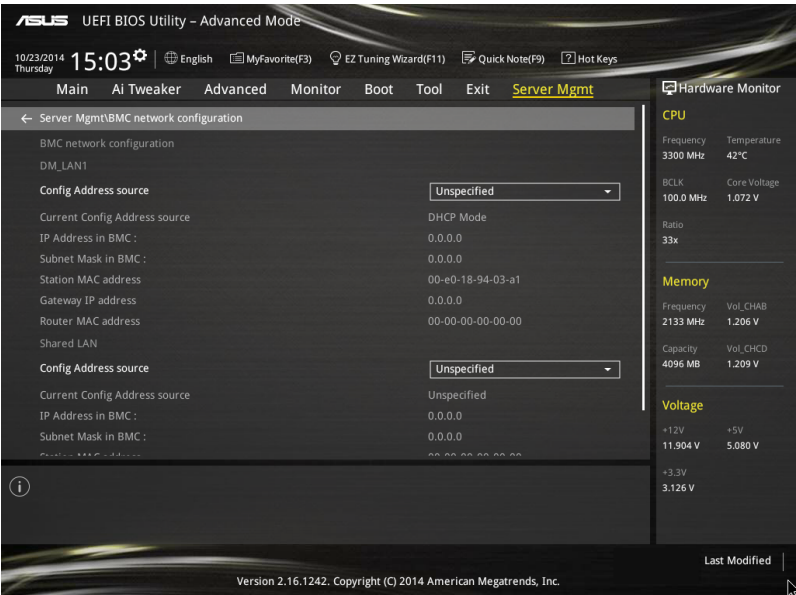 ASUS UEFI BIOS Utility – Advanced Mode
10/23/2014 Thursday 15:03 English MyFavorite(F3) EZ Tuning Wizard(F11) Quick Note(F9) ? Hot Keys
Main Ai Tweaker Advanced Monitor Boot Tool Exit Server Mgmt
← Server Mgmt\BMC network configuration
BMC network configuration
DM_LAN1
Config Address source Unspecified
Current Config Address source DHCP Mode
IP Address in BMC : 0.0.0.0
Subnet Mask in BMC : 0.0.0.0
Station MAC address 00-e0-18-94-03-a1
Gateway IP address 0.0.0.0
Router MAC address 00-00-00-00-00-00
Shared LAN
Config Address source Unspecified
Current Config Address source Unspecified
IP Address in BMC : 0.0.0.0
Subnet Mask in BMC : 0.0.0.0
Station MAC address 00-00-00-00-00-00
Hardware Monitor
CPU
Frequency Temperature
3300 MHz 42°C
BCLK Core Voltage
100.0 MHz 1.072 V
Ratio
33x
Memory
Frequency Vol_CHAB
2133 MHz 1.206 V
Capacity Vol_CHCD
4096 MB 1.209 V
Voltage
+12V +5V
11.904 V 5.080 V
+3.3V
3.126 V
Last Modified
Version 2.16.1242. Copyright (C) 2014 American Megatrends, Inc.